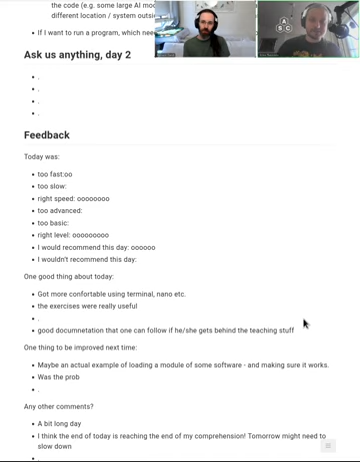 the code (e.g. some large AI mo
different location / system outsi
If I want to run a program, which nee
Ask us anything, day 2
.
.
.
.
Feedback
Today was:
too fast:oo
too slow:
right speed: oooooooo
too advanced:
too basic:
right level: ooooooooo
I would recommend this day: oooooo
I wouldn't recommend this day:
One good thing about today:
Got more confortable using terminal, nano etc.
the exercises were really useful
.
good documnetation that one can follow if he/she gets behind the teaching stuff
One thing to be improved next time:
Maybe an actual example of loading a module of some software - and making sure it works.
Was the prob
.
Any other comments?
A bit long day
I think the end of today is reaching the end of my comprehension! Tomorrow might need to
slow down
.